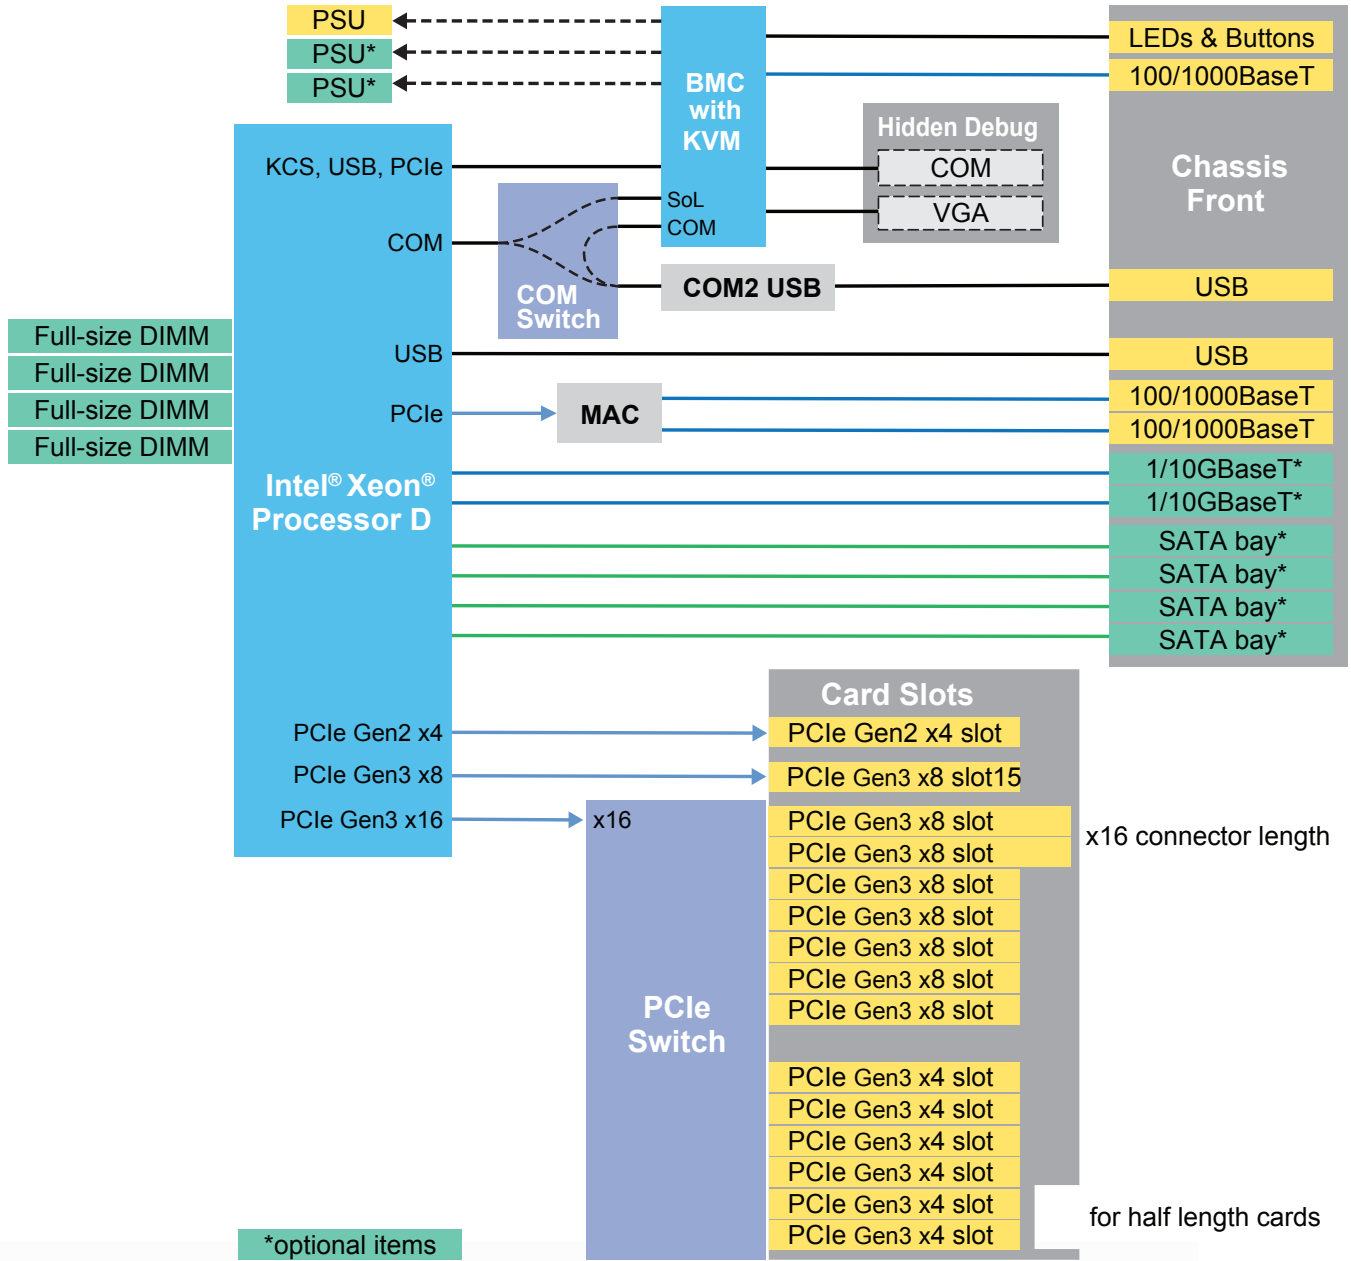 PSU
PSU*
PSU*
BMC
with
KVM
LEDs & Buttons
100/1000BaseT
Hidden Debug
COM
VGA
Chassis
Front
KCS, USB, PCIe
SoL
COM
COM
COM
Switch
COM2 USB
USB
Full-size DIMM
Full-size DIMM
Full-size DIMM
Full-size DIMM
USB
USB
PCIe
MAC
100/1000BaseT
100/1000BaseT
Intel® Xeon®
Processor D
1/10GBaseT*
1/10GBaseT*
SATA bay*
SATA bay*
SATA bay*
SATA bay*
Card Slots
PCIe Gen2 x4
PCIe Gen2 x4 slot
PCIe Gen3 x8
PCIe Gen3 x8 slot15
PCIe Gen3 x16
x16
PCIe Gen3 x8 slot
PCIe Gen3 x8 slot
x16 connector length
PCIe Gen3 x8 slot
PCIe Gen3 x8 slot
PCIe Gen3 x8 slot
PCIe Gen3 x8 slot
PCIe Gen3 x8 slot
PCIe
Switch
PCIe Gen3 x4 slot
PCIe Gen3 x4 slot
PCIe Gen3 x4 slot
PCIe Gen3 x4 slot
PCIe Gen3 x4 slot
PCIe Gen3 x4 slot
for half length cards
*optional items